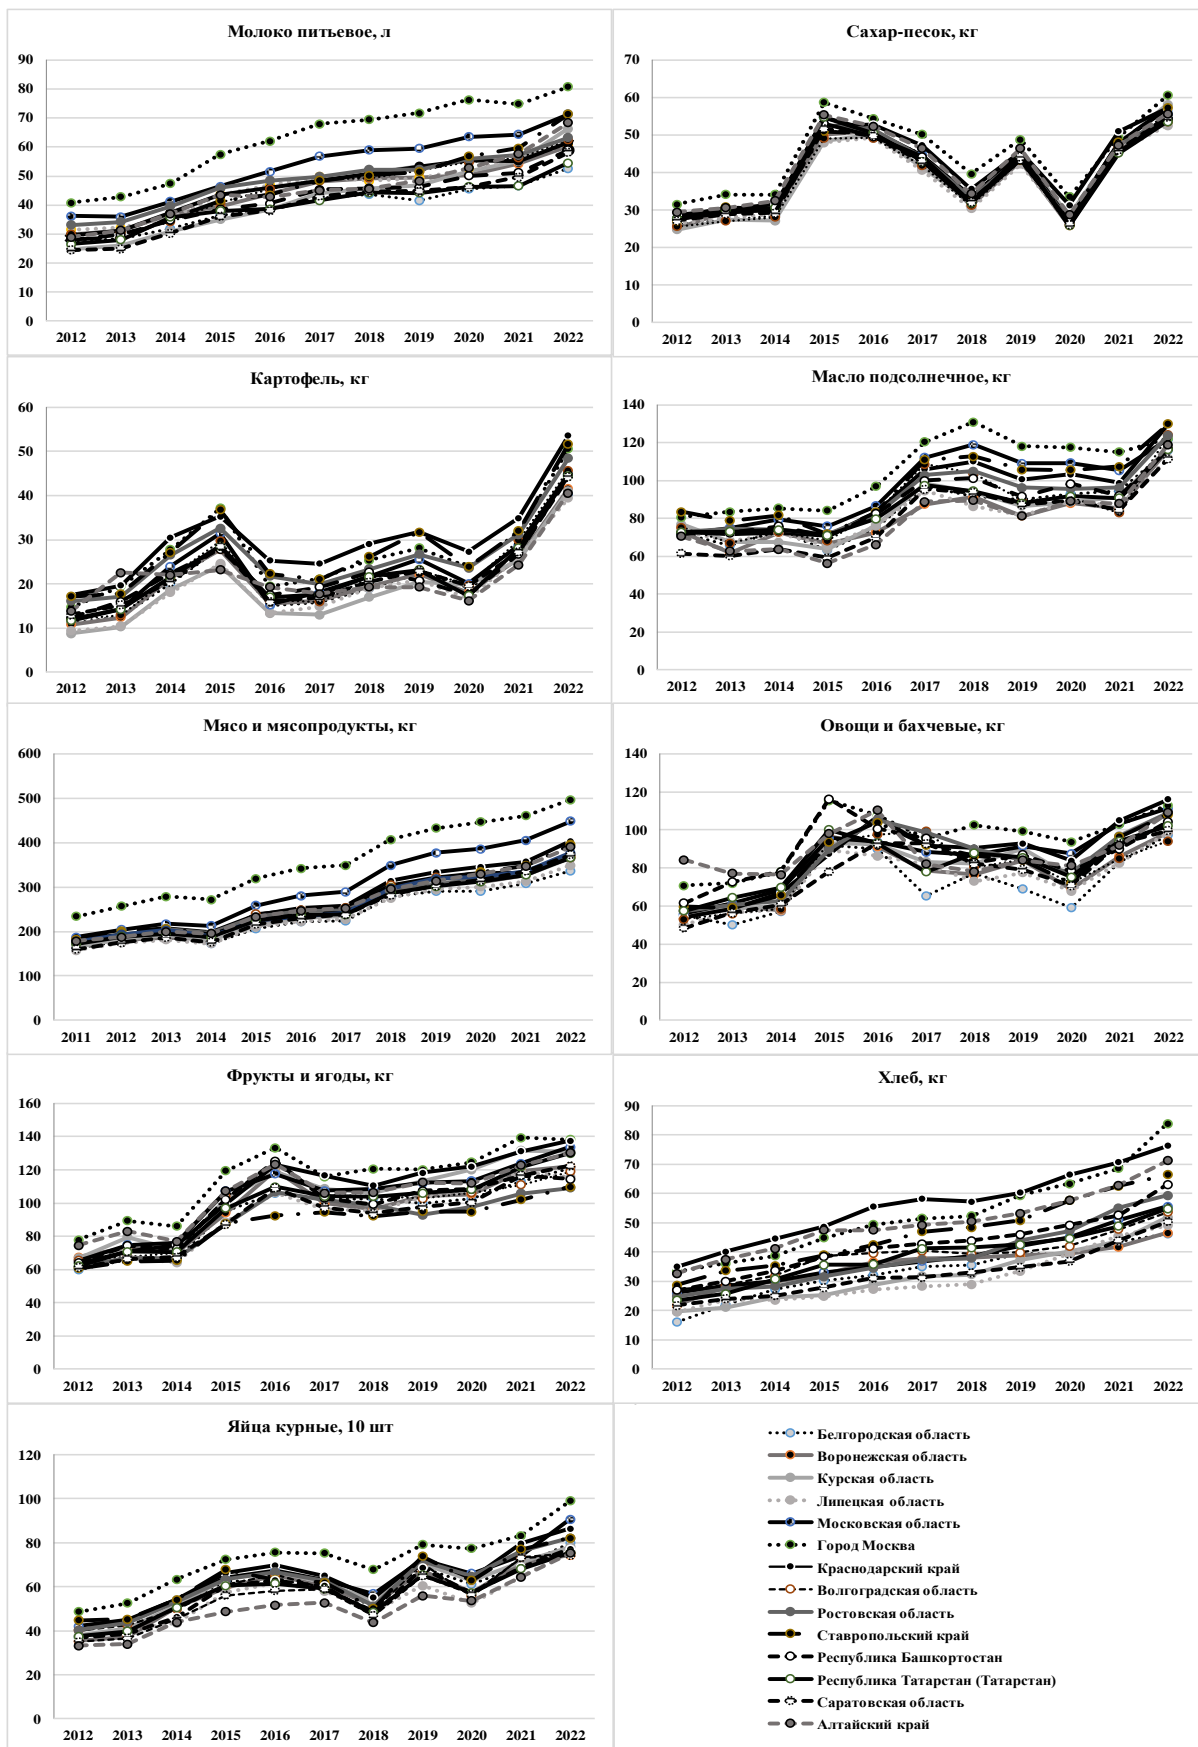 Молоко питьевое, л
90
80
70
60
50
40
30
20
10
0
2012 2013 2014 2015 2016 2017 2018 2019 2020 2021 2022
Сахар-песок, кг
70
60
50
40
30
20
10
0
2012 2013 2014 2015 2016 2017 2018 2019 2020 2021 2022
Картофель, кг
60
50
40
30
20
10
0
2012 2013 2014 2015 2016 2017 2018 2019 2020 2021 2022
Масло подсолнечное, кг
140
120
100
80
60
40
20
0
2012 2013 2014 2015 2016 2017 2018 2019 2020 2021 2022
Мясо и мясопродукты, кг
600
500
400
300
200
100
0
2011 2012 2013 2014 2015 2016 2017 2018 2019 2020 2021 2022
Овощи и бахчевые, кг
140
120
100
80
60
40
20
0
2012 2013 2014 2015 2016 2017 2018 2019 2020 2021 2022
Фрукты и ягоды, кг
160
140
120
100
80
60
40
20
0
2012 2013 2014 2015 2016 2017 2018 2019 2020 2021 2022
Хлеб, кг
90
80
70
60
50
40
30
20
10
0
2012 2013 2014 2015 2016 2017 2018 2019 2020 2021 2022
Яйца курные, 10 шт
120
100
80
60
40
20
0
2012 2013 2014 2015 2016 2017 2018 2019 2020 2021 2022
Белгородская область
Воронежская область
Курская область
Липецкая область
Московская область
Город Москва
Краснодарский край
Волгоградская область
Ростовская область
Ставропольский край
Республика Башкортостан
Республика Татарстан (Татарстан)
Саратовская область
Алтайский край